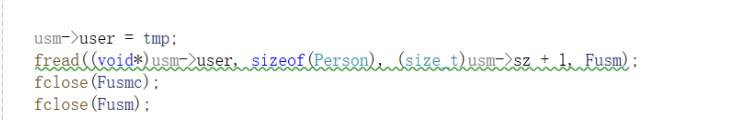 usm->user = tmp;
fread((void*)usm->user, sizeof(Person), (size_t)usm->sz + 1, Fusm);
fclose(Fusmc);
fclose(Fusm);